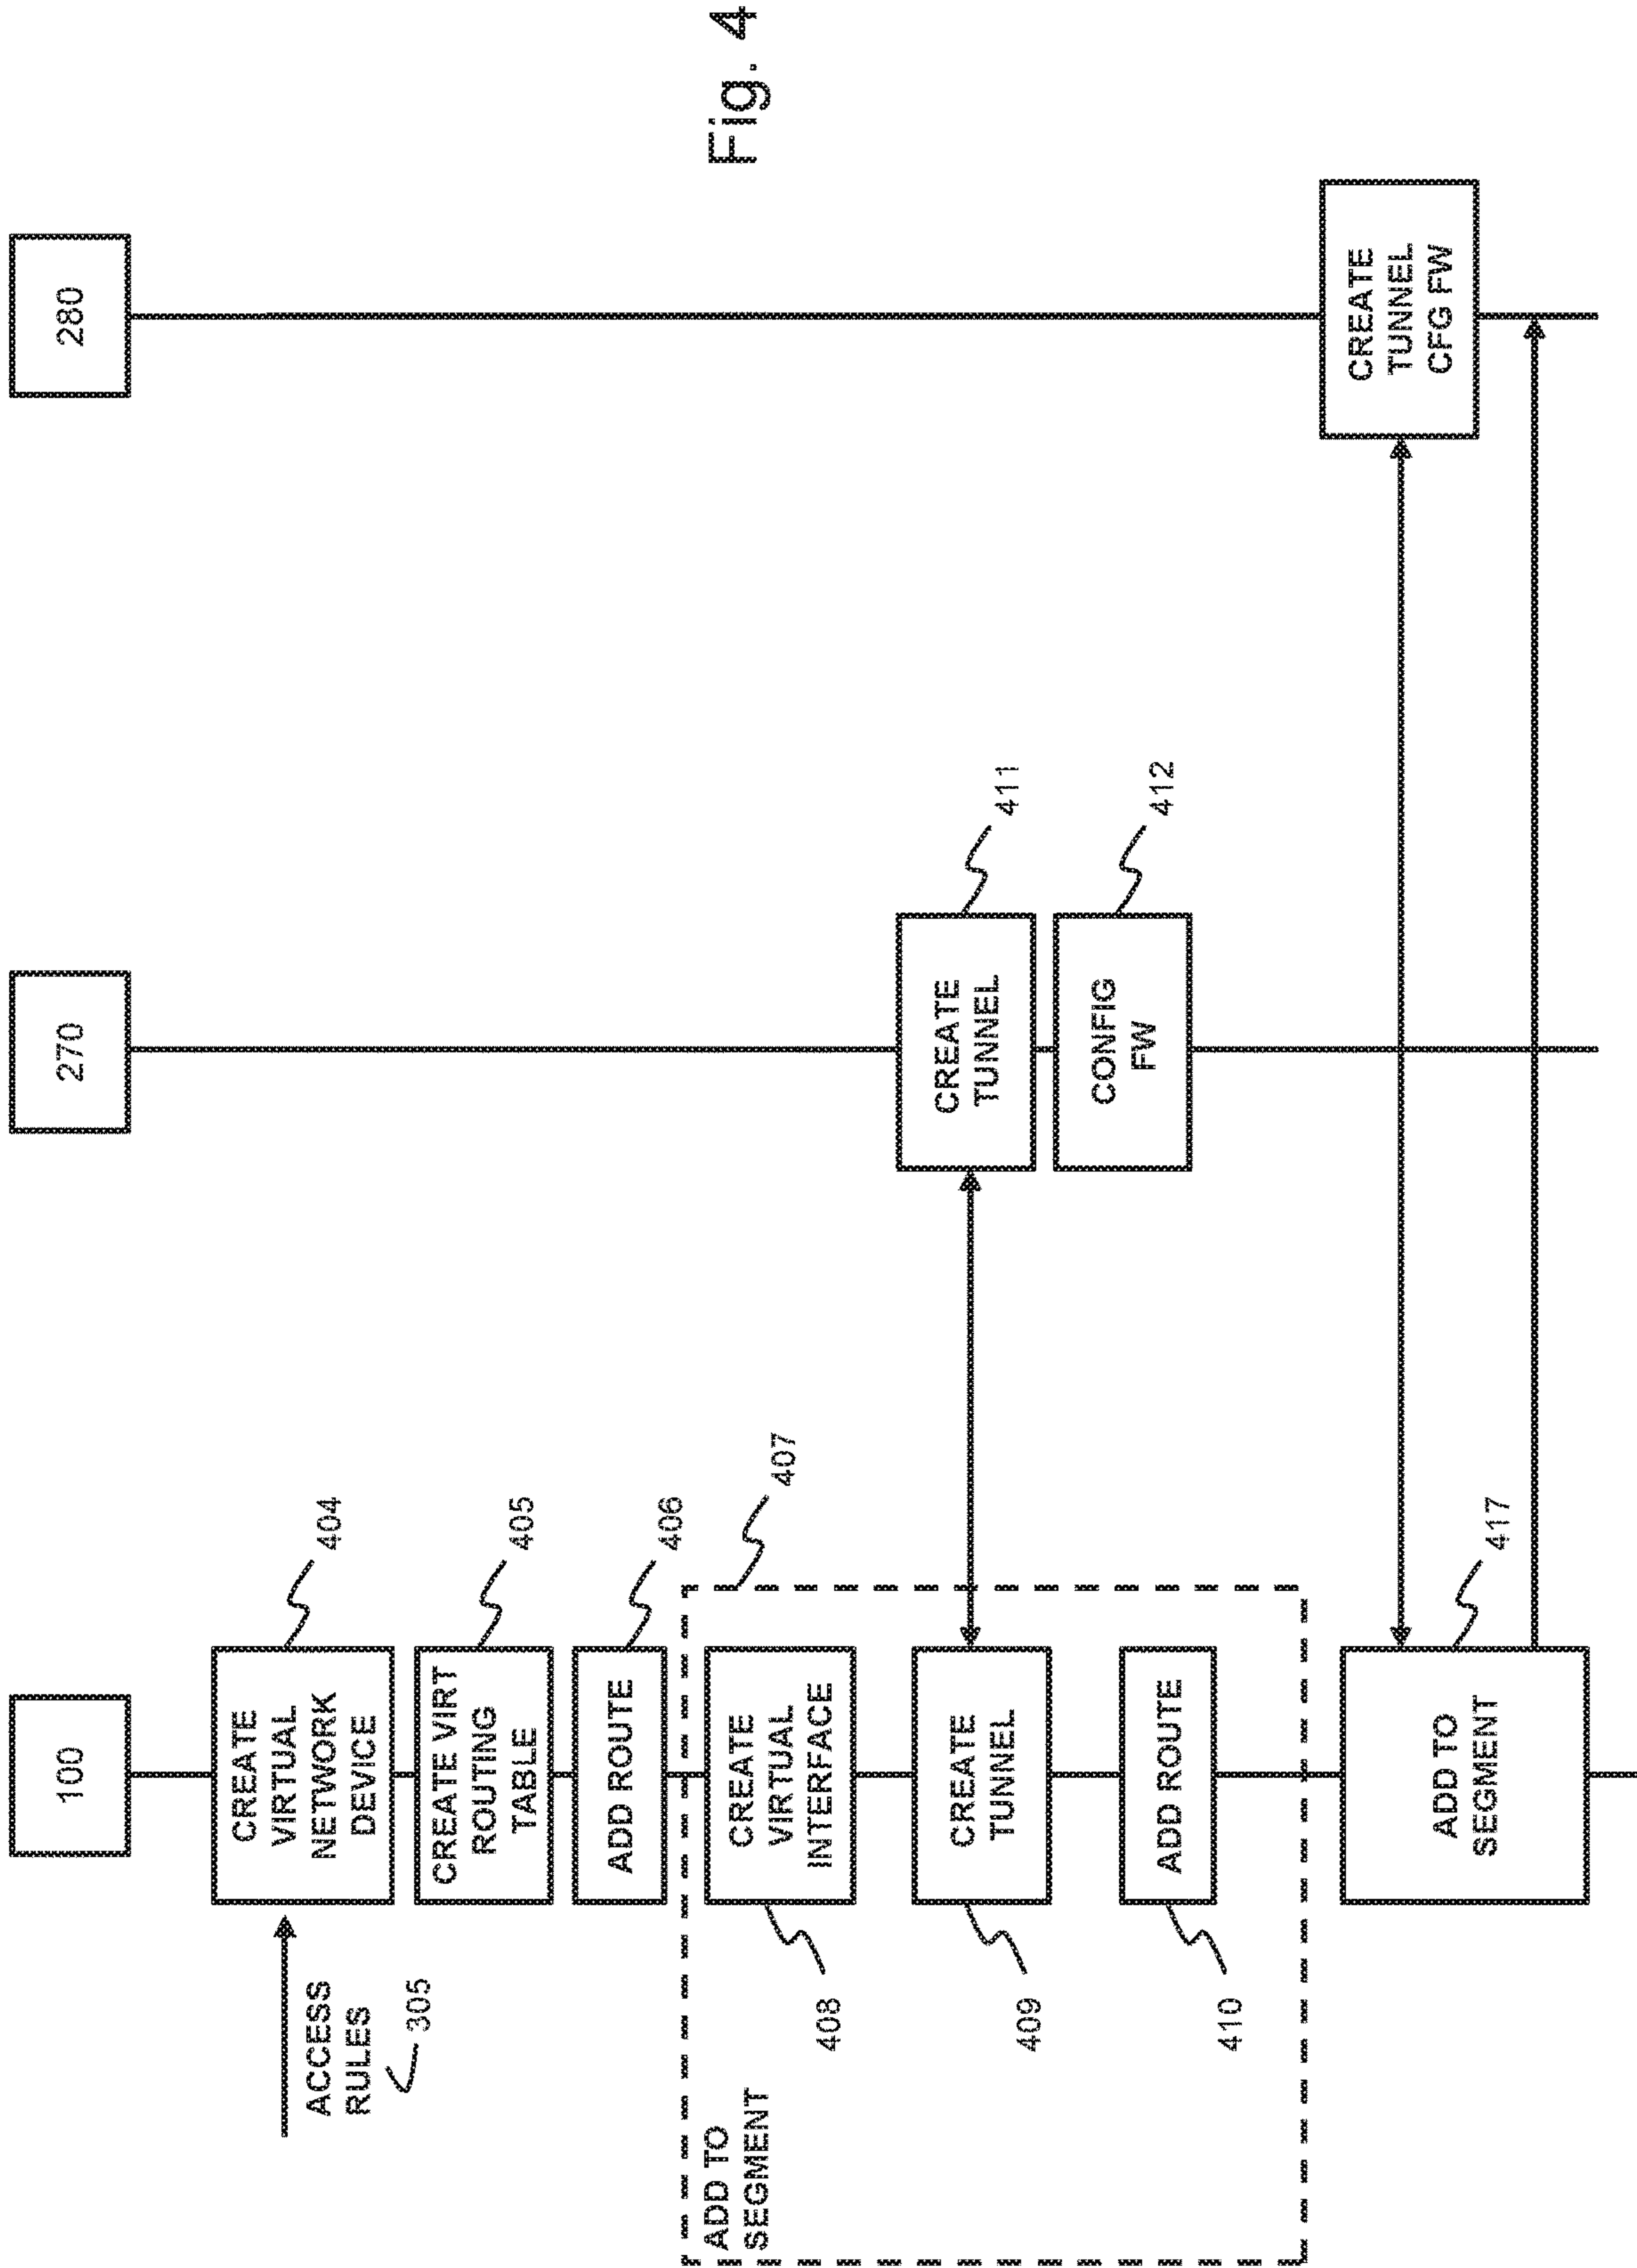 100
270
280
ACCESS
RULES
305
CREATE
VIRTUAL
NETWORK
DEVICE
404
CREATE VIRT
ROUTING
TABLE
405
ADD ROUTE
406
ADD TO
SEGMENT
407
CREATE
VIRTUAL
INTERFACE
408
CREATE
TUNNEL
409
CREATE
TUNNEL
411
CONFIG
FW
412
ADD ROUTE
410
ADD TO
SEGMENT
417
CREATE
TUNNEL
CFG FW
Fig. 4